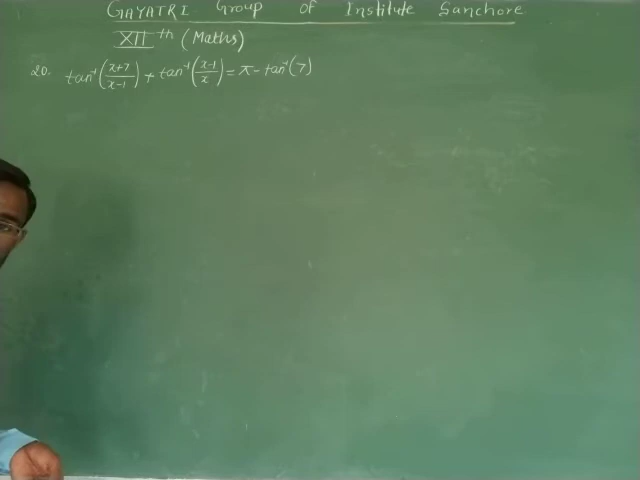 GAYATRI Group of Institute Sanchore
XII th (Maths)
20. tan⁻¹((x+7)/(x-1)) + tan⁻¹((x-1)/x) = π - tan⁻¹(7)